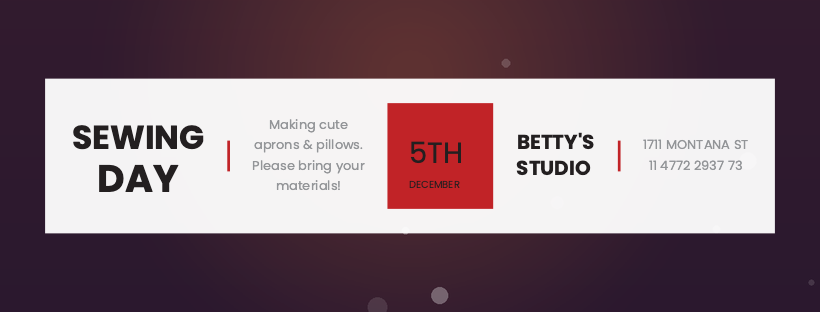 SEWING
DAY
Making cute
aprons & pillows.
Please bring your
materials!
5TH
DECEMBER
BETTY'S
STUDIO
1711 MONTANA ST
11 4772 2937 73